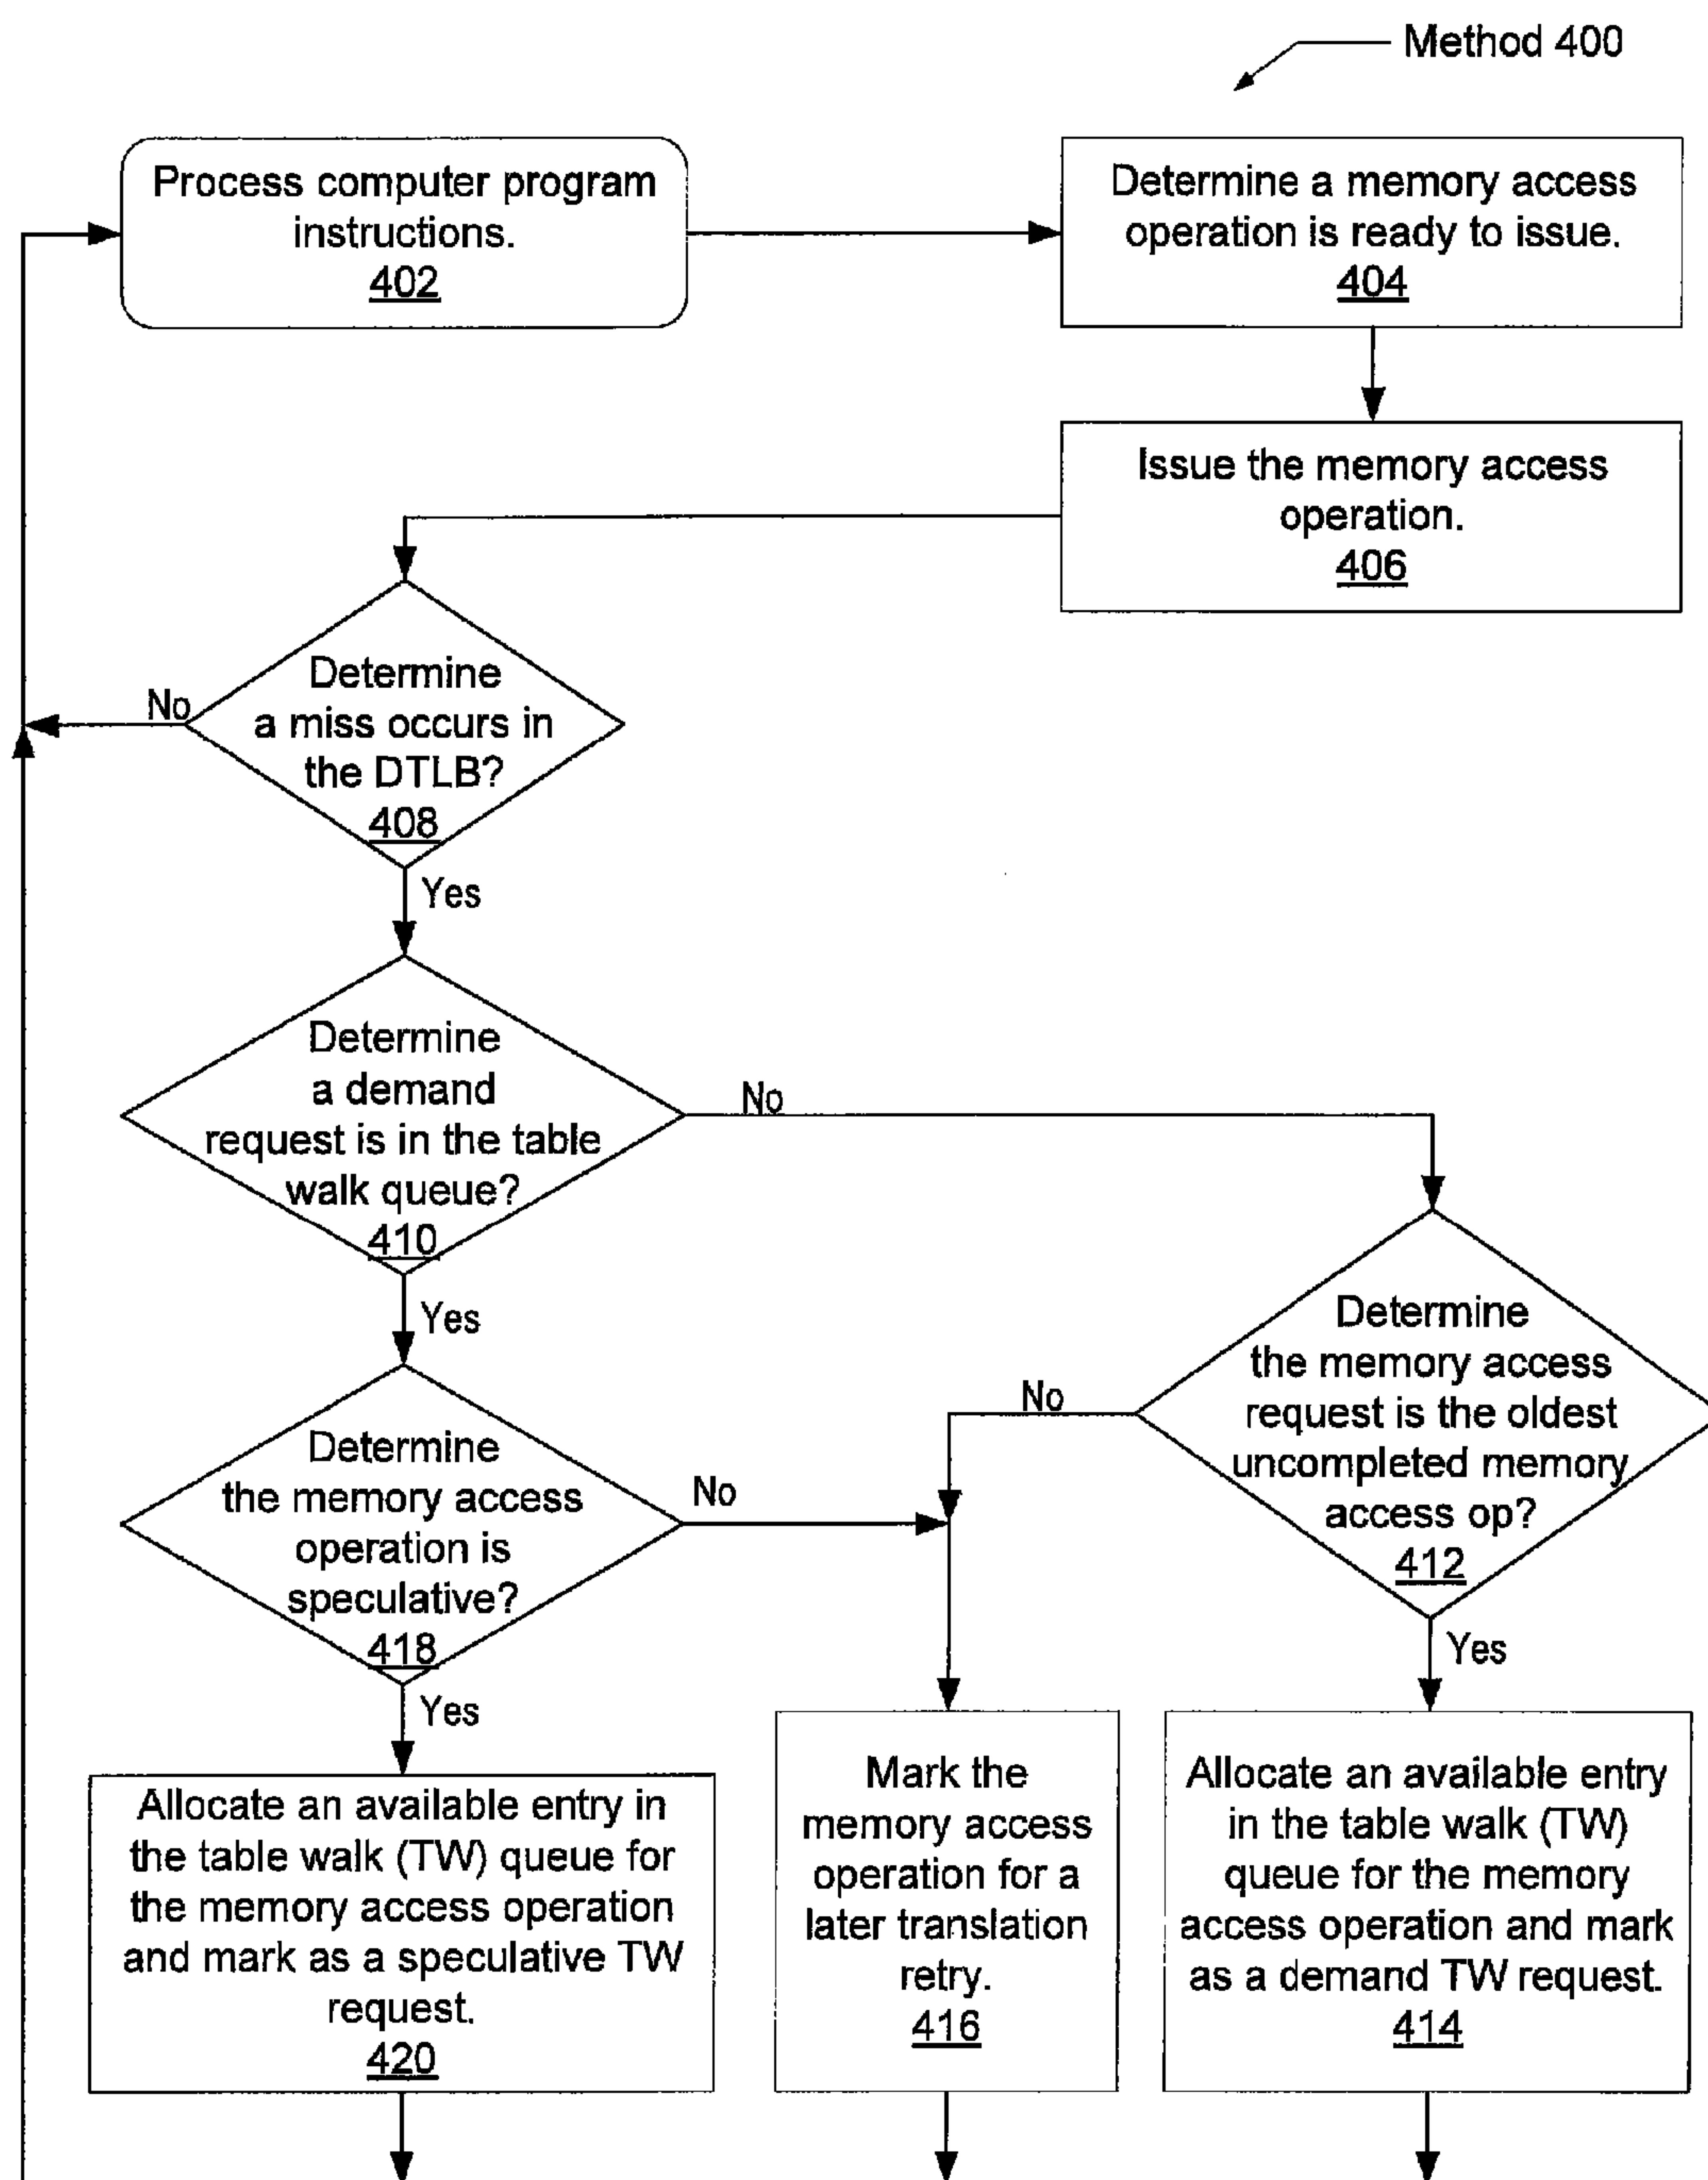 Method 400
Process computer program
instructions.
402
Determine a memory access
operation is ready to issue.
404
Issue the memory access
operation.
406
Determine
a miss occurs in
the DTLB?
408
No
Yes
Determine
a demand
request is in the table
walk queue?
410
No
Yes
Determine
the memory access
request is the oldest
uncompleted memory
access op?
412
No
Yes
Determine
the memory access
operation is
speculative?
418
No
Yes
Allocate an available entry in
the table walk (TW) queue for
the memory access operation
and mark as a speculative TW
request.
420
Mark the
memory access
operation for a
later translation
retry.
416
Allocate an available entry
in the table walk (TW)
queue for the memory
access operation and mark
as a demand TW request.
414